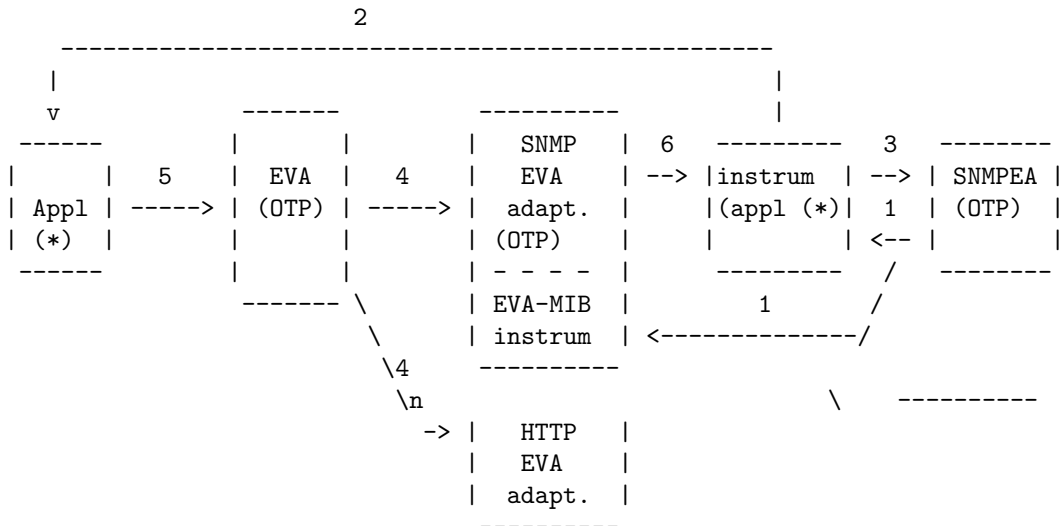 2
--------------------------------------------------
|                                                  |
v             -------          ----------          |
------        |       |        |   SNMP   |  6   ---------   3   --------
|      |   5   |  EVA  |   4    |   EVA    | --> |instrum  | --> | SNMPEA |
| Appl | -----> | (OTP) | -----> |  adapt.  |     |(appl (*)|  1  | (OTP)  |
| (*)  |        |       |        | (OTP)    |     |         | <-- |        |
------         |       |        | - - - -  |      ---------    /   --------
------- \       | EVA-MIB  |         1       /
\      | instrum  | <--------------/
\4      ----------
\n                              \    ----------
-> |   HTTP   |
|   EVA    |
|  adapt.  |
----------